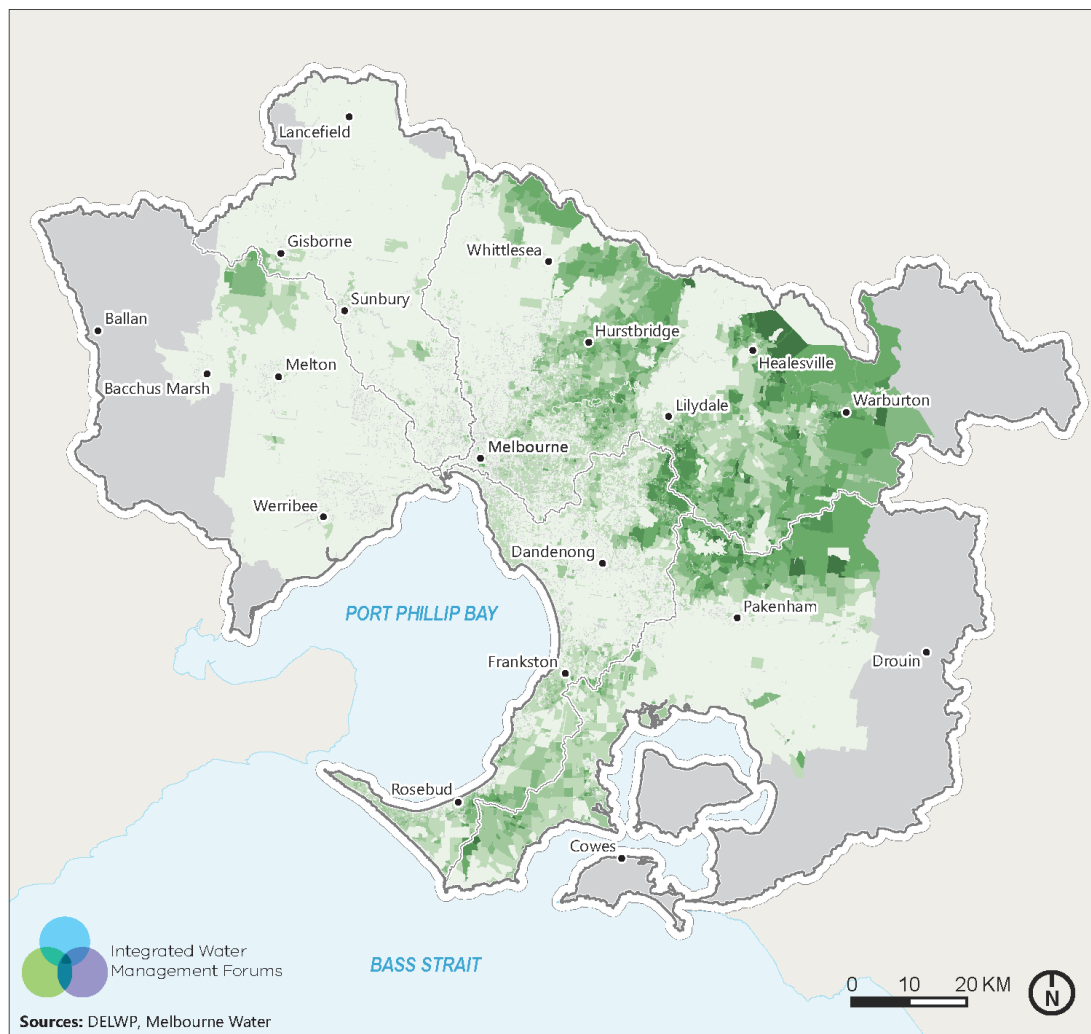 Lancefield
Gisborne
Whittlesea
Sunbury
Ballan
Hurstbridge
Healesville
Bacchus Marsh
Melton
Lilydale
Warburton
Melbourne
Werribee
Dandenong
PORT PHILLIP BAY
Pakenham
Frankston
Drouin
Rosebud
Cowes
Integrated Water
Management Forums
BASS STRAIT
0 10 20 KM
N
Sources: DELWP, Melbourne Water